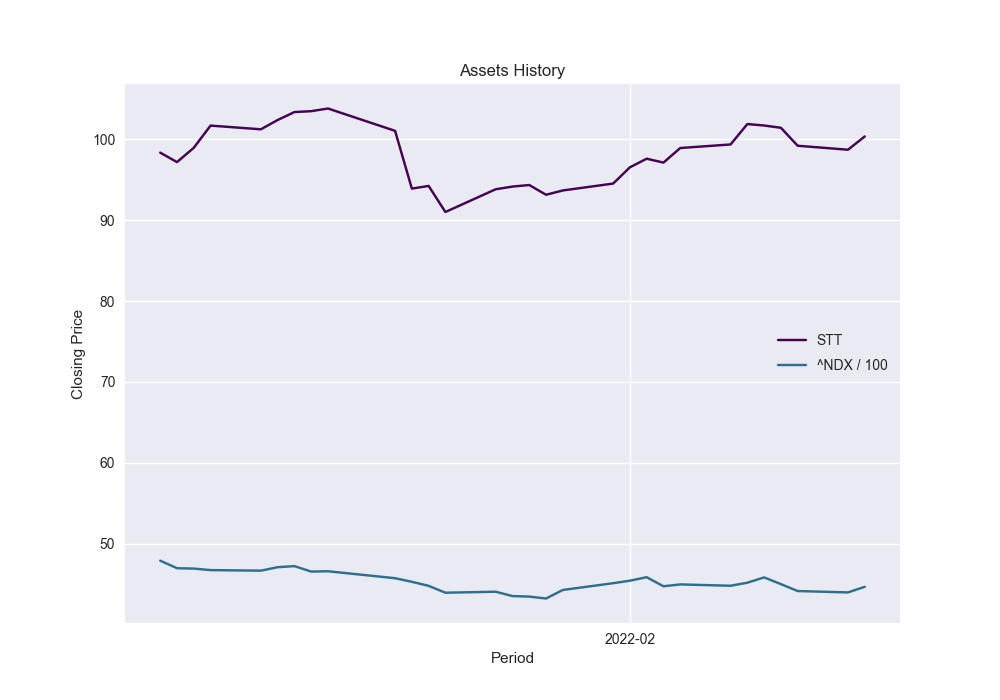 Assets History
Closing Price
100
90
80
70
60
50
STT
^NDX / 100
2022-02
Period